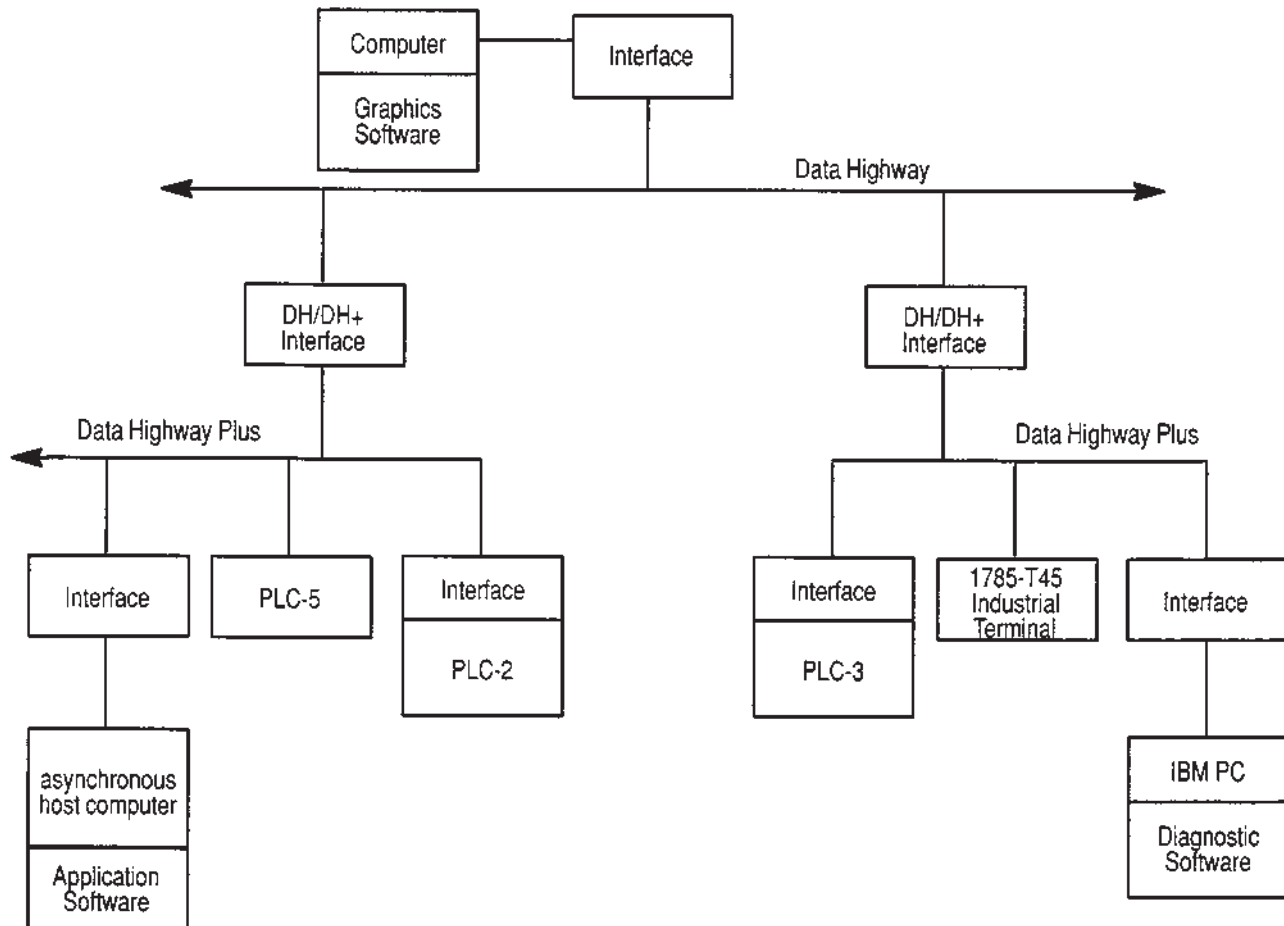 Computer
Interface
Graphics
Software
Data Highway
DH/DH+
Interface
DH/DH+
Interface
Data Highway Plus
Data Highway Plus
Interface
PLC-5
Interface
PLC-2
Interface
PLC-3
1785-T45
Industrial
Terminal
Interface
asynchronous
host computer
Application
Software
IBM PC
Diagnostic
Software